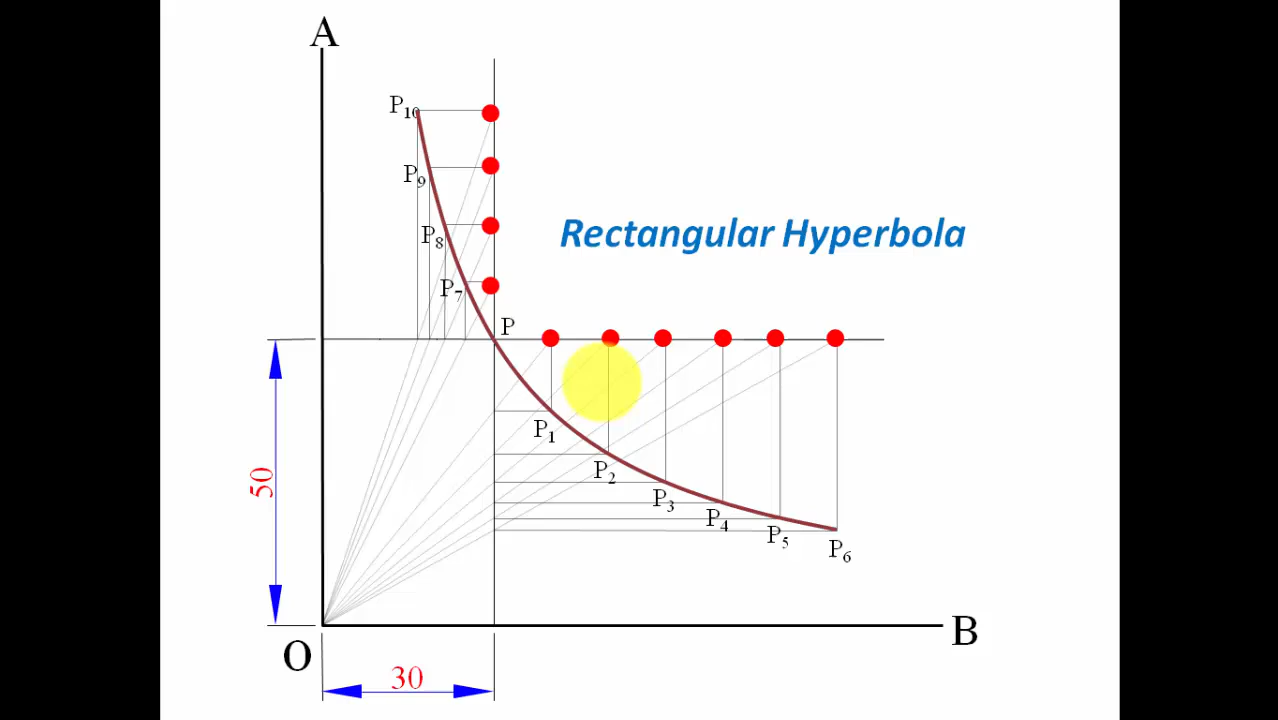 A
P10
P9
Rectangular Hyperbola
P8
P7
P
P1
P2
50
P3
P4
P5
P6
B
O
30